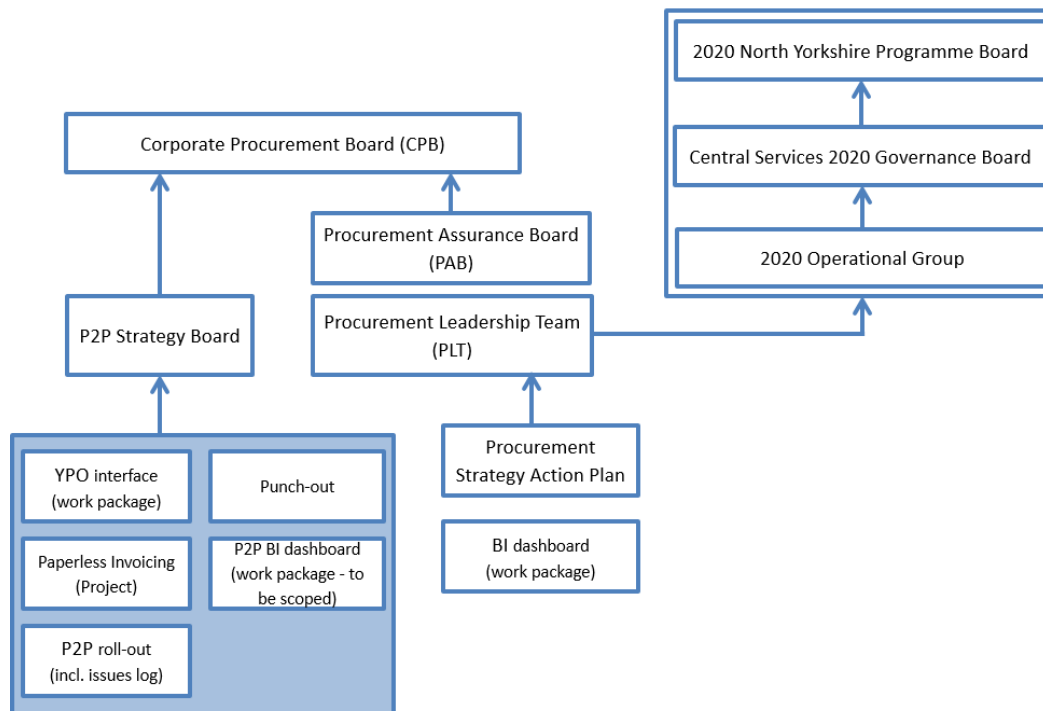 2020 North Yorkshire Programme Board
Central Services 2020 Governance Board
2020 Operational Group
Corporate Procurement Board (CPB)
Procurement Assurance Board
(PAB)
Procurement Leadership Team
(PLT)
P2P Strategy Board
Procurement
Strategy Action Plan
BI dashboard
(work package)
YPO interface
(work package)
Punch-out
Paperless Invoicing
(Project)
P2P BI dashboard
(work package - to
be scoped)
P2P roll-out
(incl. issues log)